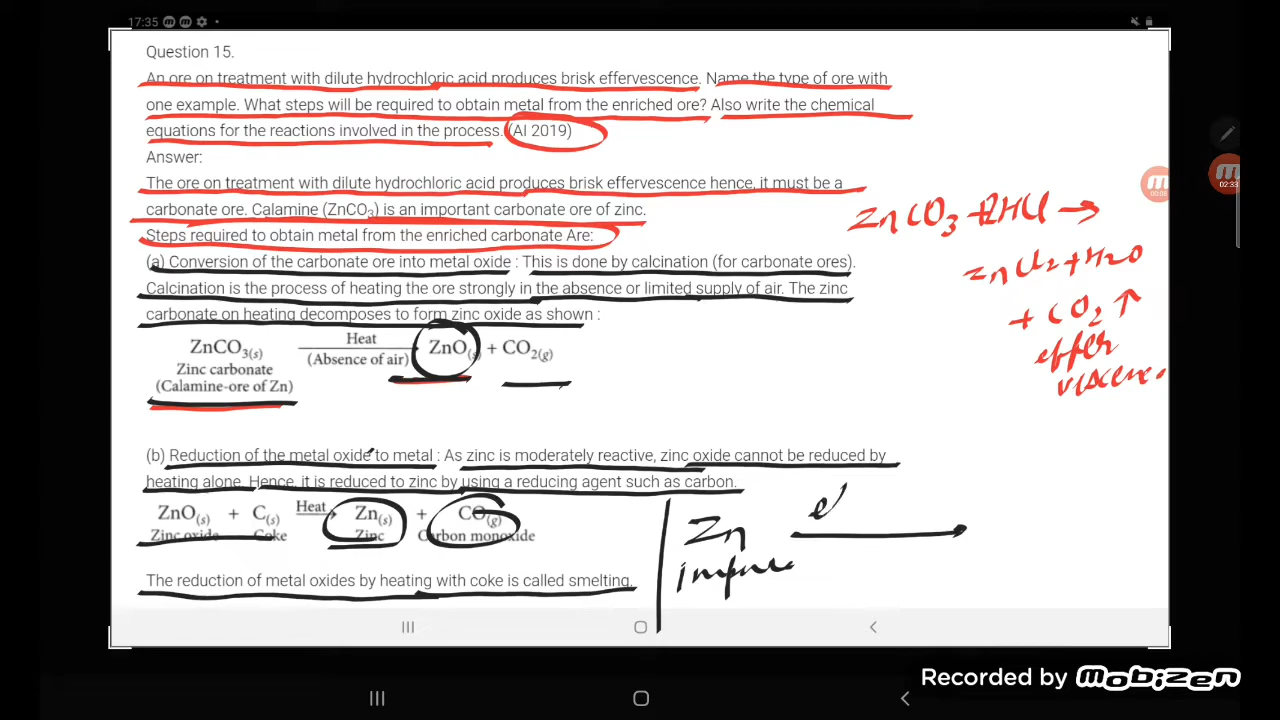 17:35
Question 15.
An ore on treatment with dilute hydrochloric acid produces brisk effervescence. Name the type of ore with
one example. What steps will be required to obtain metal from the enriched ore? Also write the chemical
equations for the reactions involved in the process. (AI 2019)
Answer:
The ore on treatment with dilute hydrochloric acid produces brisk effervescence hence, it must be a
carbonate ore. Calamine (ZnCO₃) is an important carbonate ore of zinc.
Steps required to obtain metal from the enriched carbonate Are:
(a) Conversion of the carbonate ore into metal oxide : This is done by calcination (for carbonate ores).
Calcination is the process of heating the ore strongly in the absence or limited supply of air. The zinc
carbonate on heating decomposes to form zinc oxide as shown :
ZnCO₃(s) Heat (Absence of air) ZnO(s) + CO₂(g)
Zinc carbonate
(Calamine-ore of Zn)
ZnCO₃ + 2HCl →
ZnCl₂ + H₂O
+ CO₂ ↑
effer
vescence
(b) Reduction of the metal oxide to metal : As zinc is moderately reactive, zinc oxide cannot be reduced by
heating alone. Hence, it is reduced to zinc by using a reducing agent such as carbon.
ZnO(s) + C(s) Heat → Zn(s) + CO(g)
Zinc oxide Coke Zinc Carbon monoxide
The reduction of metal oxides by heating with coke is called smelting.
Zn →
02:33
Recorded by mobizen